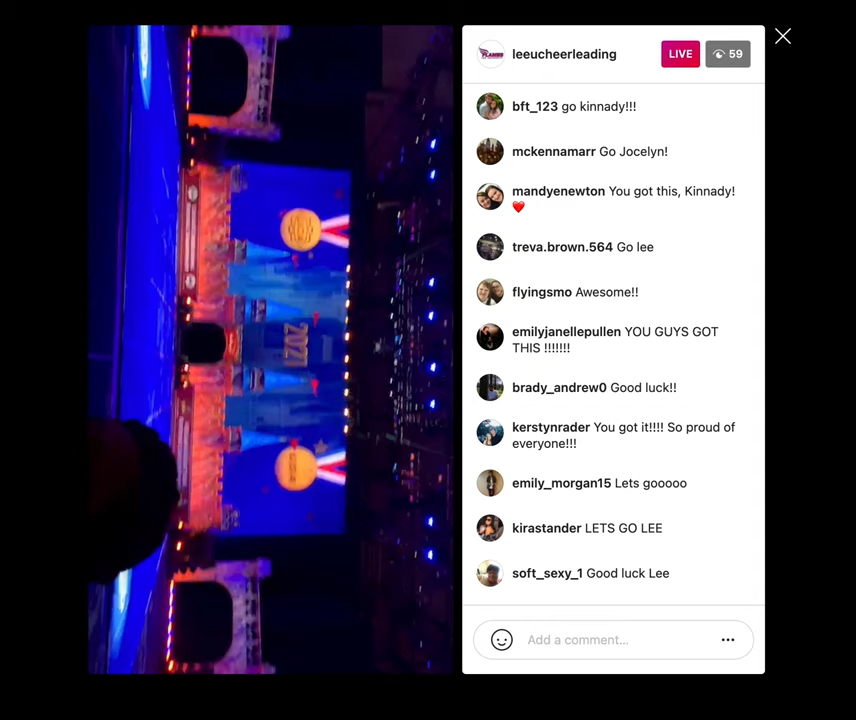 2021
FLAMES
leeucheerleading
LIVE
59
bft_123 go kinnady!!!
mckennamarr Go Jocelyn!
mandyenewton You got this, Kinnady!
❤️
treva.brown.564 Go lee
flyingsmo Awesome!!
emilyjanellepullen YOU GUYS GOT
THIS !!!!!!!
brady_andrew0 Good luck!!
kerstynrader You got it!!!! So proud of
everyone!!!
emily_morgan15 Lets gooooo
kirastander LETS GO LEE
soft_sexy_1 Good luck Lee
Add a comment...